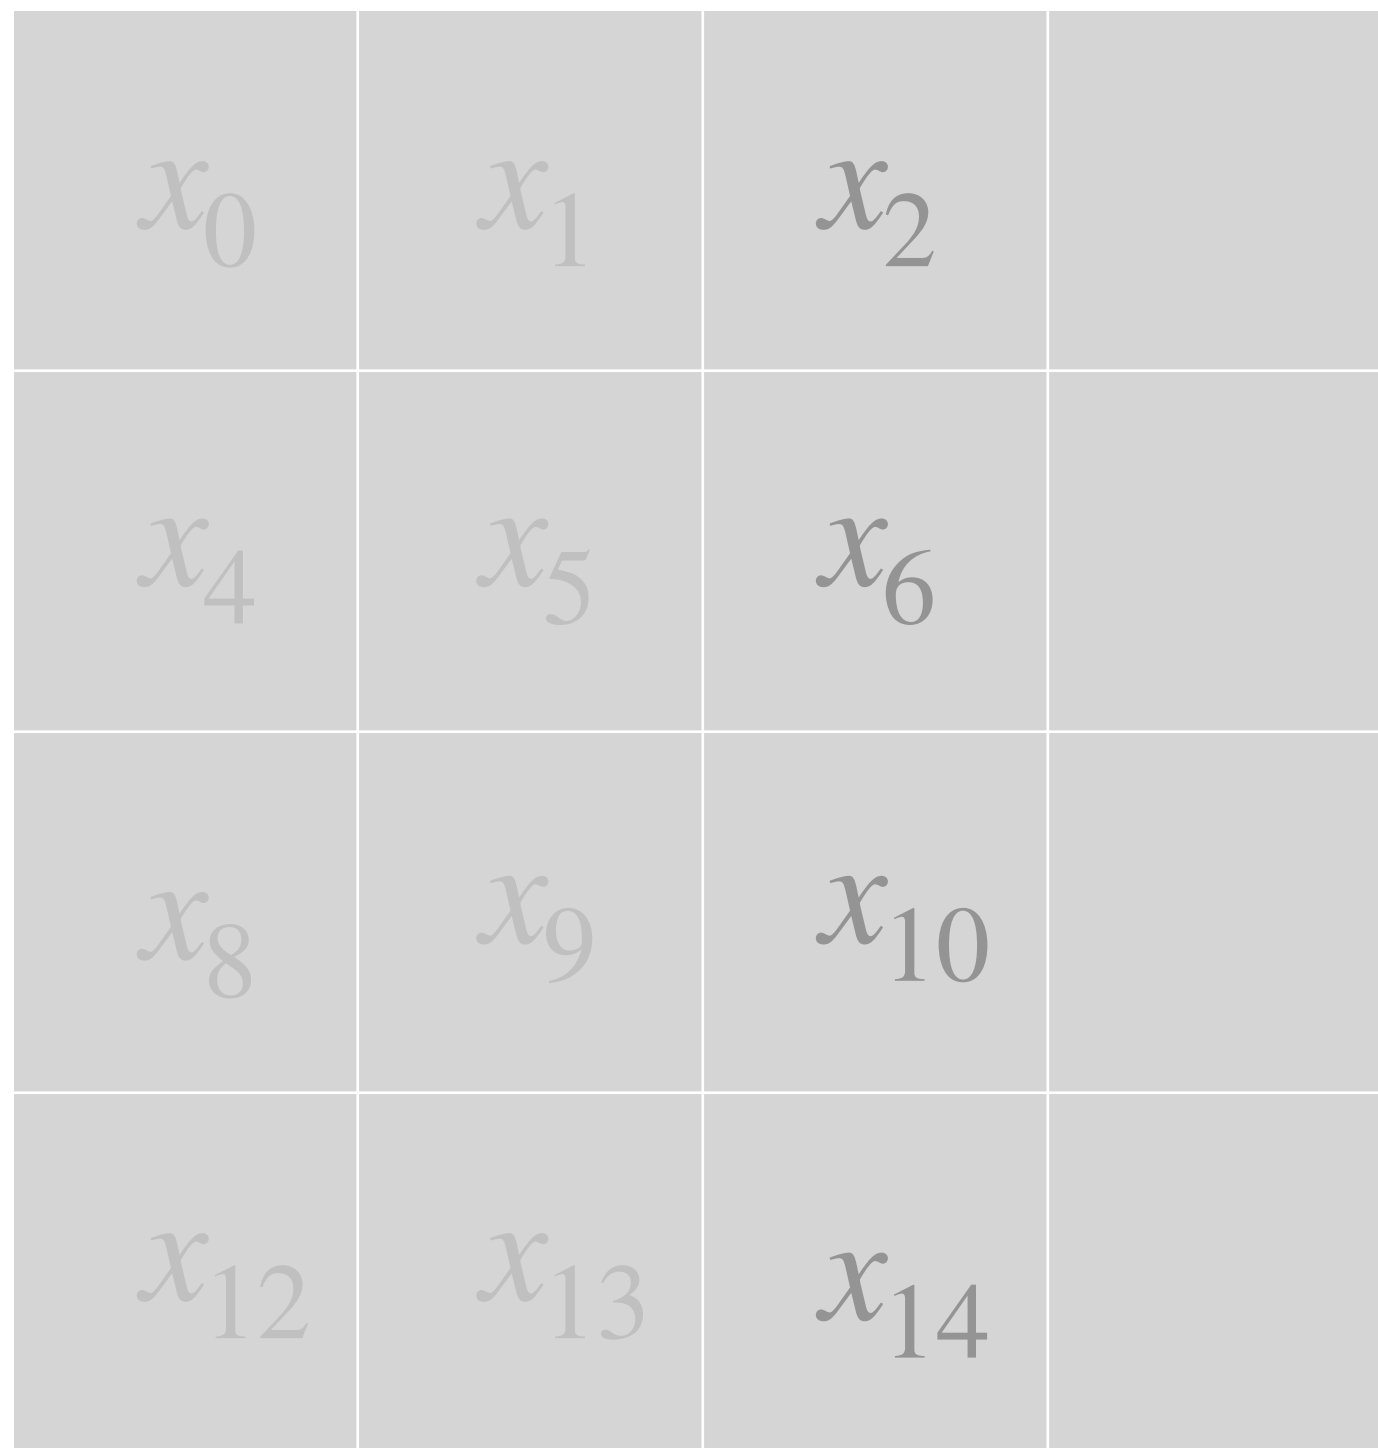 x₀ x₁ x₂
x₄ x₅ x₆
x₈ x₉ x₁₀
x₁₂ x₁₃ x₁₄